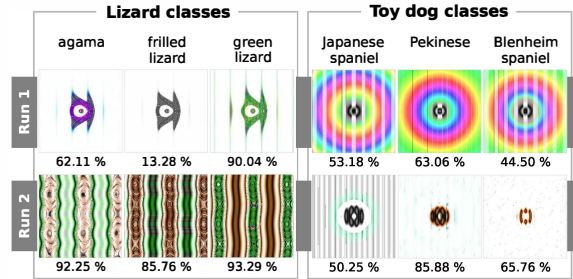 Lizard classes
Toy dog classes
agama
frilled lizard
green lizard
Japanese spaniel
Pekinese
Blenheim spaniel
Run 1
62.11 %
13.28 %
90.04 %
53.18 %
63.06 %
44.50 %
Run 2
92.25 %
85.76 %
93.29 %
50.25 %
85.88 %
65.76 %